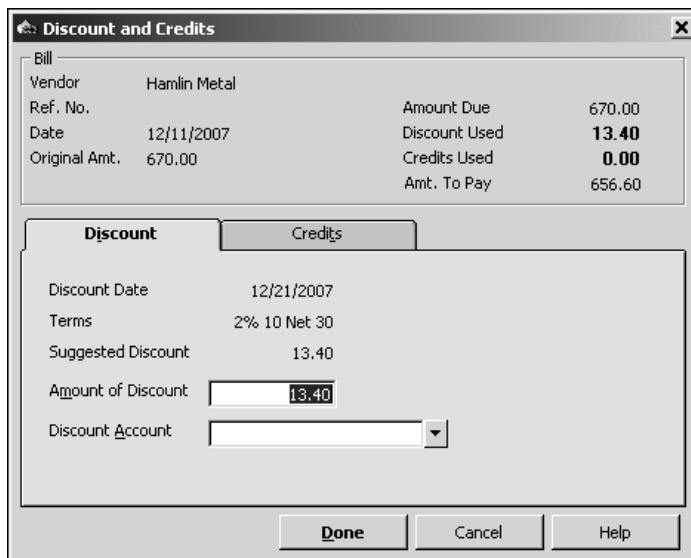 Discount and Credits
Bill
Vendor Hamlin Metal
Ref. No. Amount Due 670.00
Date 12/11/2007 Discount Used 13.40
Original Amt. 670.00 Credits Used 0.00
Amt. To Pay 656.60
Discount Credits
Discount Date 12/21/2007
Terms 2% 10 Net 30
Suggested Discount 13.40
Amount of Discount 13.40
Discount Account
Done Cancel Help